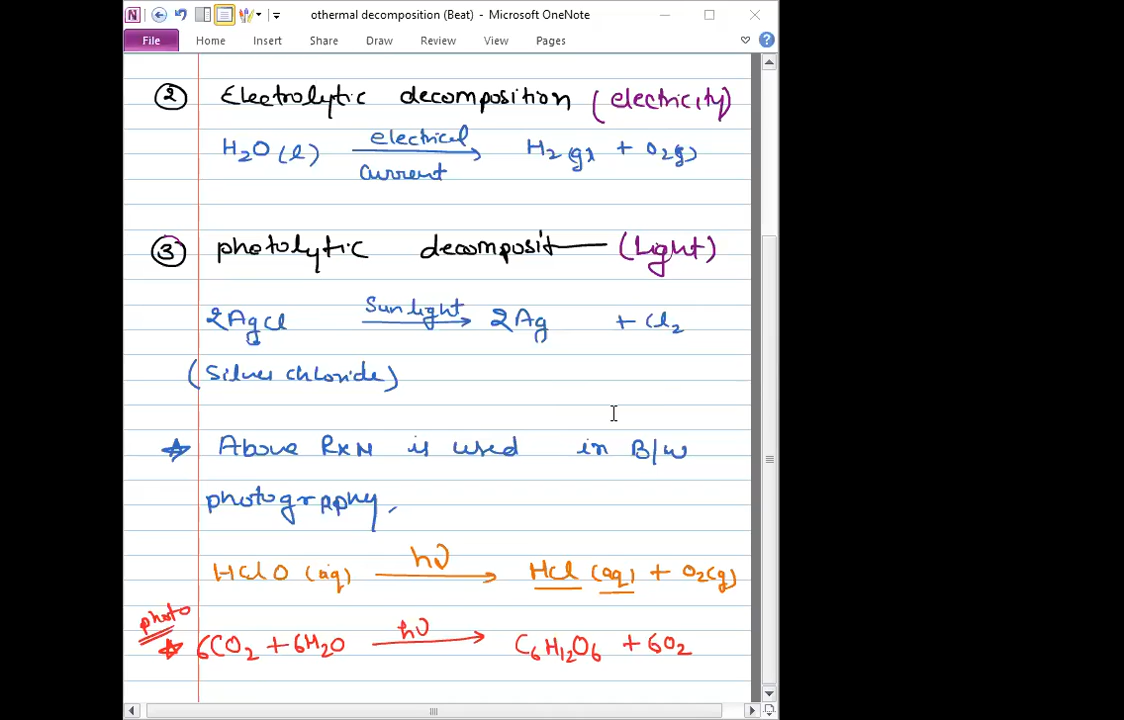 othermal decomposition (Beat) - Microsoft OneNote
File Home Insert Share Draw Review View Pages
② Electrolytic decomposition (electricity)
H2O (l) electrical current → H2(g) + O2(g)
③ photolytic decomposit (Light)
2AgCl Sunlight → 2Ag + Cl2
(Silver chloride)
☆ Above RXN is used in B/W
photography.
HClO (aq) hν → HCl (aq) + O2(g)
photo
☆ 6CO2 + 6H2O hν → C6H12O6 + 6O2